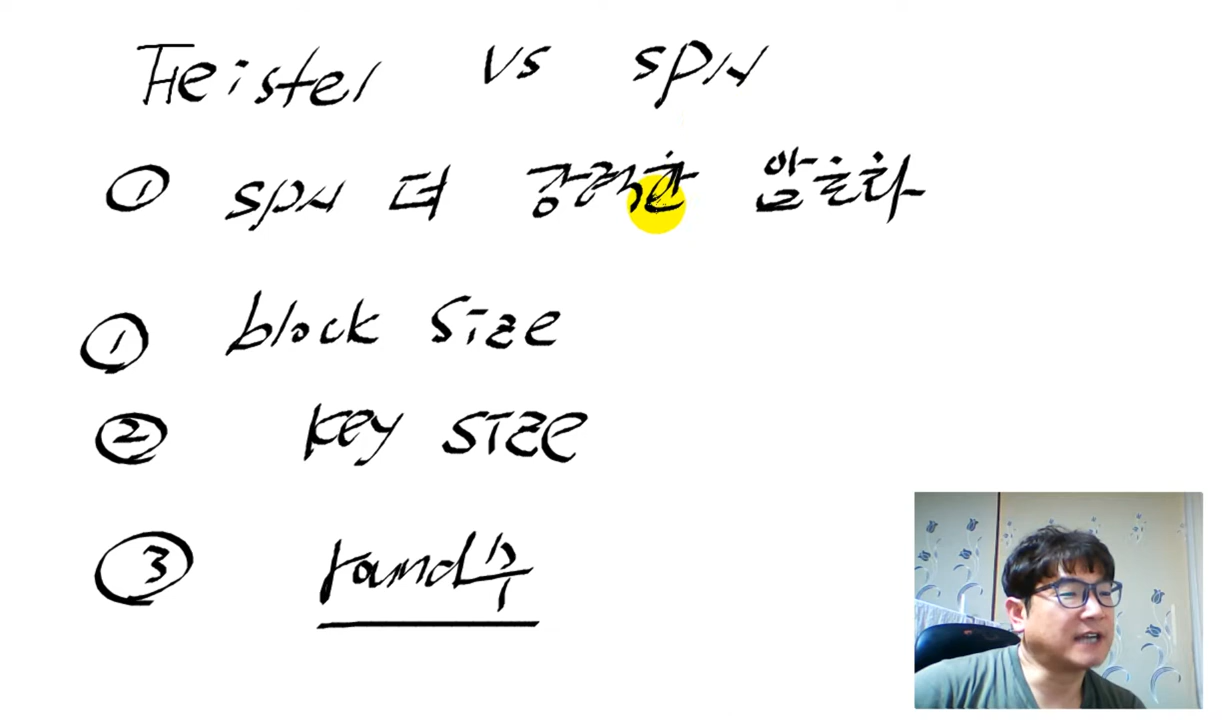 Feistel vs SPN
① SPN 더 강력한 암호화
① block size
② key size
③ round수